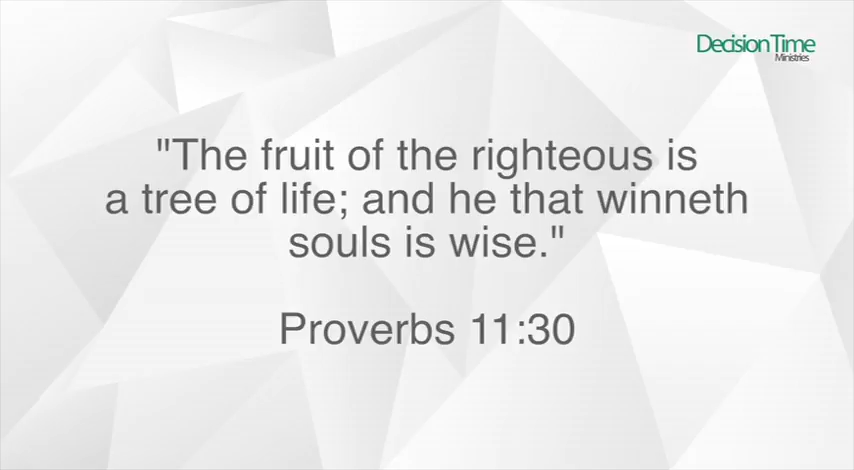 DecisionTime
Ministries
"The fruit of the righteous is
a tree of life; and he that winneth
souls is wise."
Proverbs 11:30